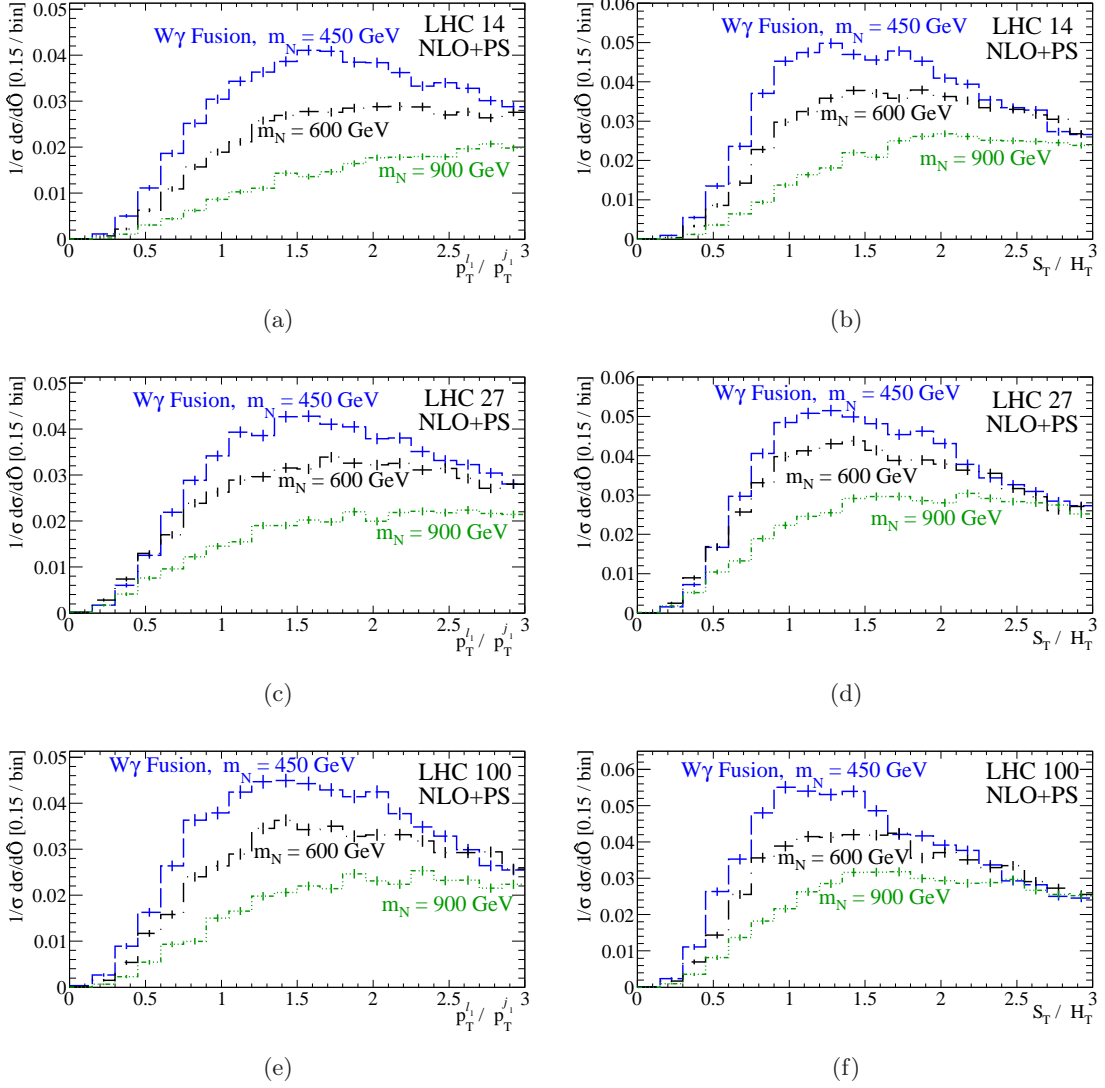 1/σ dσ/dÔ [0.15 / bin]
0.05
0.04
0.03
0.02
0.01
0
Wγ Fusion, m_N = 450 GeV
LHC 14
NLO+PS
m_N = 600 GeV
m_N = 900 GeV
0 0.5 1 1.5 2 2.5 3
p_T^{l_1} / p_T^{j_1}
(a)
1/σ dσ/dÔ [0.15 / bin]
0.06
0.05
0.04
0.03
0.02
0.01
0
Wγ Fusion, m_N = 450 GeV
LHC 14
NLO+PS
m_N = 600 GeV
m_N = 900 GeV
0 0.5 1 1.5 2 2.5 3
S_T / H_T
(b)
1/σ dσ/dÔ [0.15 / bin]
0.05
0.04
0.03
0.02
0.01
0
Wγ Fusion, m_N = 450 GeV
LHC 27
NLO+PS
m_N = 600 GeV
m_N = 900 GeV
0 0.5 1 1.5 2 2.5 3
p_T^{l_1} / p_T^{j_1}
(c)
1/σ dσ/dÔ [0.15 / bin]
0.06
0.05
0.04
0.03
0.02
0.01
0
Wγ Fusion, m_N = 450 GeV
LHC 27
NLO+PS
m_N = 600 GeV
m_N = 900 GeV
0 0.5 1 1.5 2 2.5 3
S_T / H_T
(d)
1/σ dσ/dÔ [0.15 / bin]
0.05
0.04
0.03
0.02
0.01
0
Wγ Fusion, m_N = 450 GeV
LHC 100
NLO+PS
m_N = 600 GeV
m_N = 900 GeV
0 0.5 1 1.5 2 2.5 3
p_T^{l_1} / p_T^{j_1}
(e)
1/σ dσ/dÔ [0.15 / bin]
0.06
0.05
0.04
0.03
0.02
0.01
0
Wγ Fusion, m_N = 450 GeV
LHC 100
NLO+PS
m_N = 600 GeV
m_N = 900 GeV
0 0.5 1 1.5 2 2.5 3
S_T / H_T
(f)